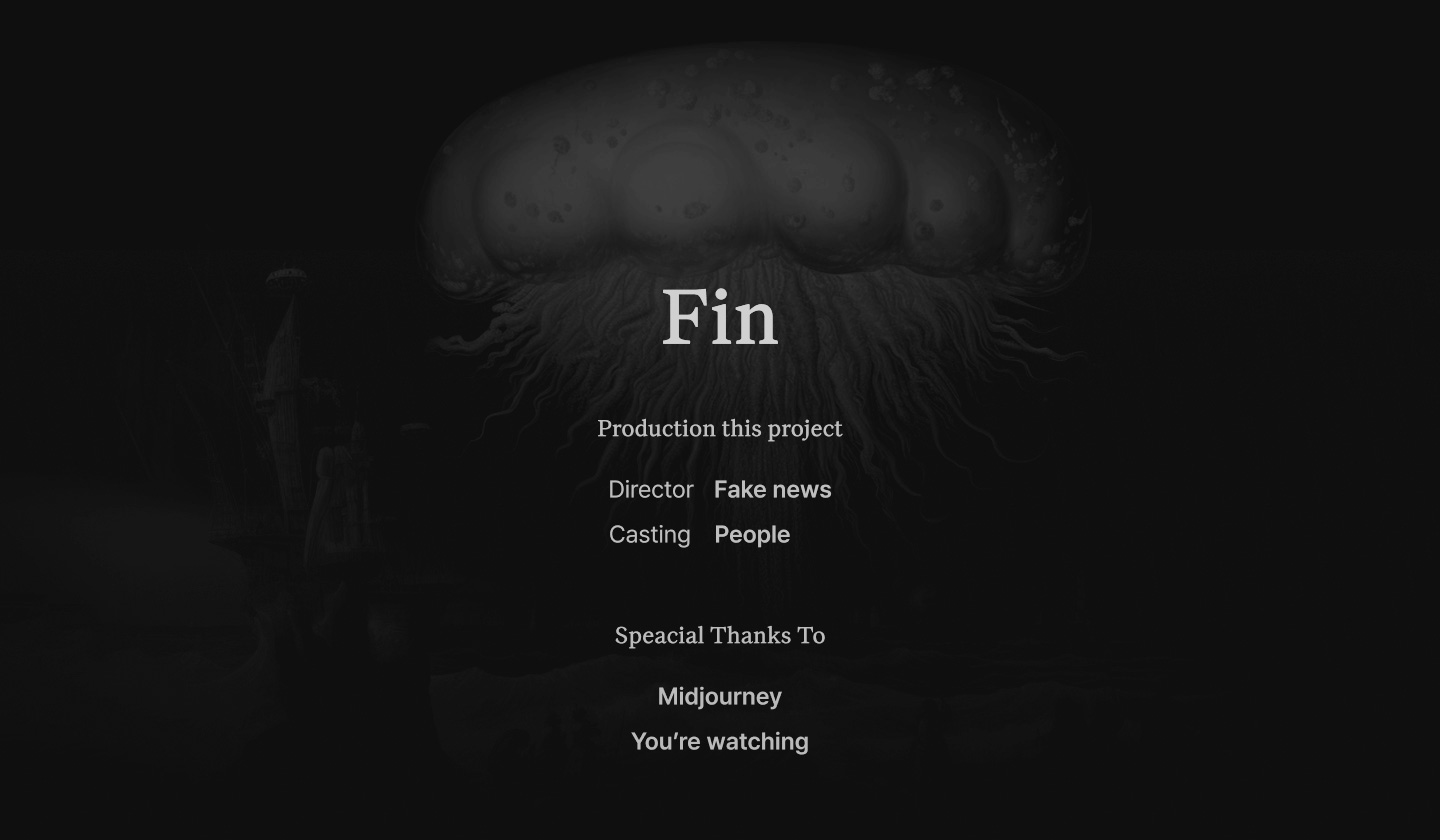 Fin
Production this project
Director Fake news
Casting People
Speacial Thanks To
Midjourney
You’re watching